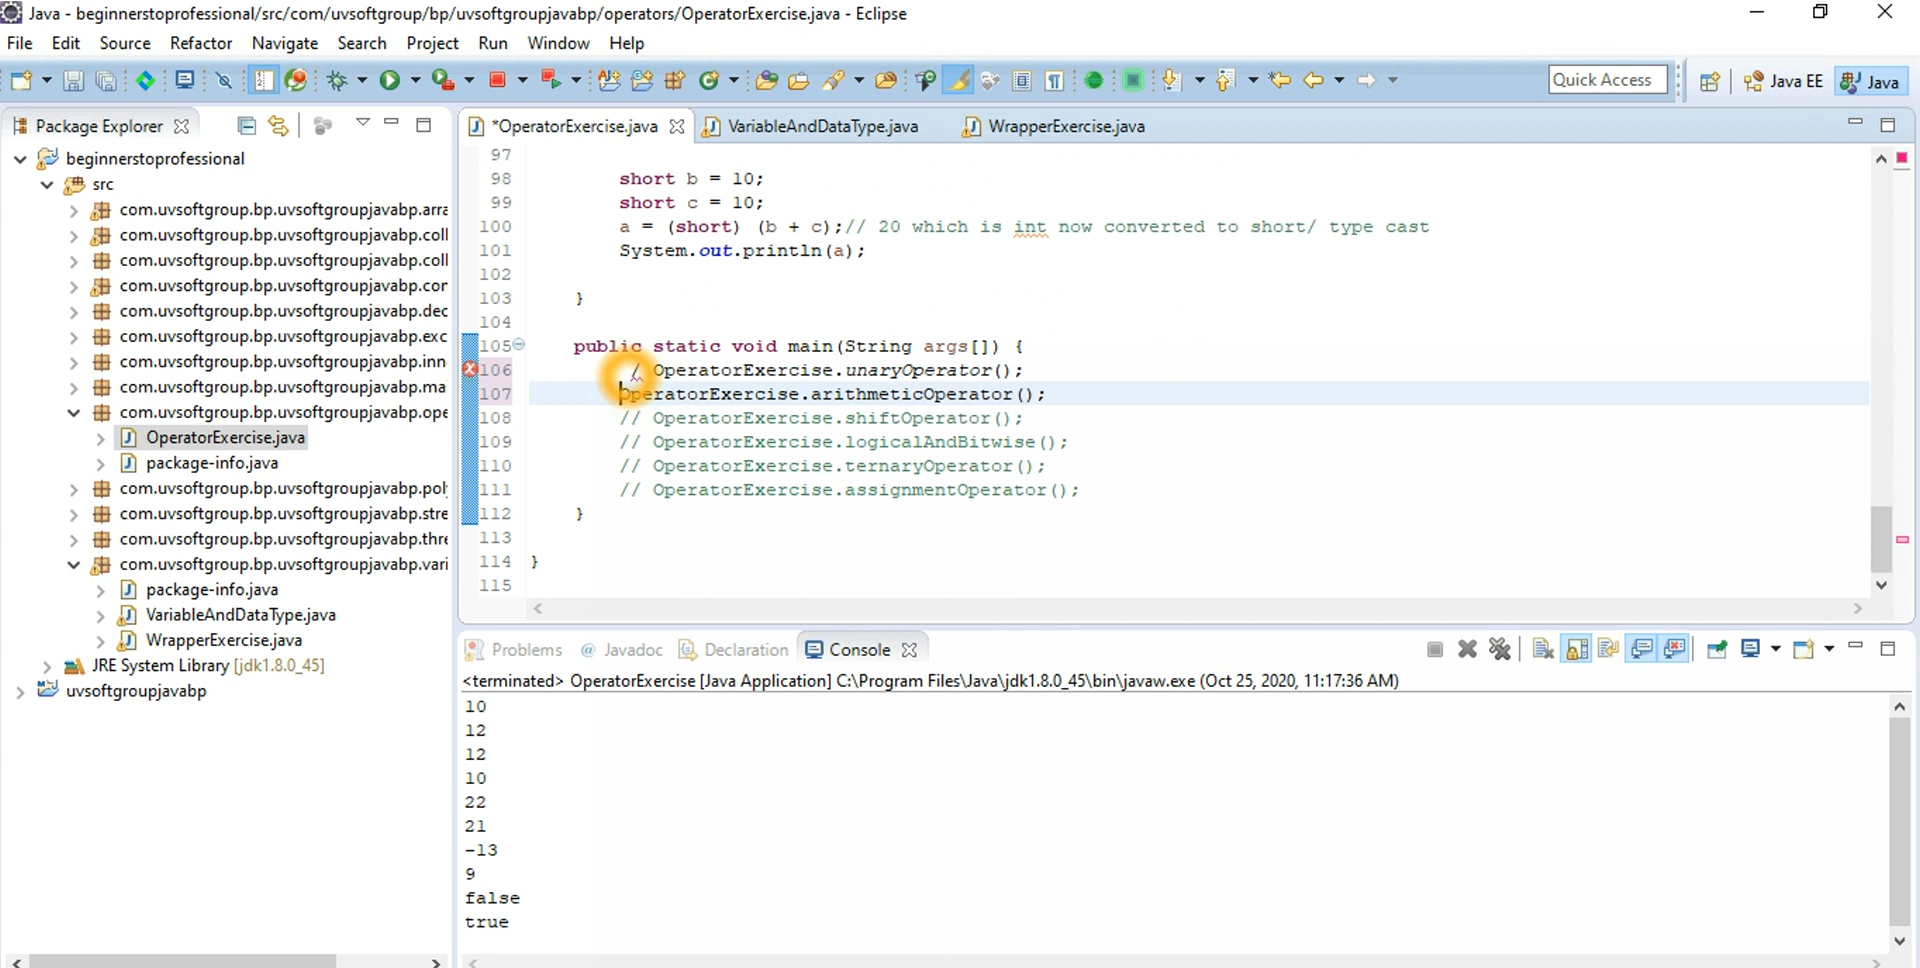 Java - beginnerstoprofessional/src/com/uvsoftgroup/bp/uvsoftgroupjavabp/operators/OperatorExercise.java - Eclipse
File Edit Source Refactor Navigate Search Project Run Window Help
Quick Access Java EE Java
Package Explorer
beginnerstoprofessional
src
com.uvsoftgroup.bp.uvsoftgroupjavabp.arra
com.uvsoftgroup.bp.uvsoftgroupjavabp.coll
com.uvsoftgroup.bp.uvsoftgroupjavabp.coll
com.uvsoftgroup.bp.uvsoftgroupjavabp.cor
com.uvsoftgroup.bp.uvsoftgroupjavabp.dec
com.uvsoftgroup.bp.uvsoftgroupjavabp.exc
com.uvsoftgroup.bp.uvsoftgroupjavabp.inn
com.uvsoftgroup.bp.uvsoftgroupjavabp.ma
com.uvsoftgroup.bp.uvsoftgroupjavabp.ope
OperatorExercise.java
package-info.java
com.uvsoftgroup.bp.uvsoftgroupjavabp.pol
com.uvsoftgroup.bp.uvsoftgroupjavabp.stre
com.uvsoftgroup.bp.uvsoftgroupjavabp.thre
com.uvsoftgroup.bp.uvsoftgroupjavabp.vari
package-info.java
VariableAndDataType.java
WrapperExercise.java
JRE System Library [jdk1.8.0_45]
uvsoftgroupjavabp
*OperatorExercise.java VariableAndDataType.java WrapperExercise.java
97
98 short b = 10;
99 short c = 10;
100 a = (short) (b + c);// 20 which is int now converted to short/ type cast
101 System.out.println(a);
102
103 }
104
105 public static void main(String args[]) {
106 / OperatorExercise.unaryOperator();
107 OperatorExercise.arithmeticOperator();
108 // OperatorExercise.shiftOperator();
109 // OperatorExercise.logicalAndBitwise();
110 // OperatorExercise.ternaryOperator();
111 // OperatorExercise.assignmentOperator();
112 }
113
114 }
115
Problems @ Javadoc Declaration Console
<terminated> OperatorExercise [Java Application] C:\Program Files\Java\jdk1.8.0_45\bin\javaw.exe (Oct 25, 2020, 11:17:36 AM)
10
12
12
10
22
21
-13
9
false
true